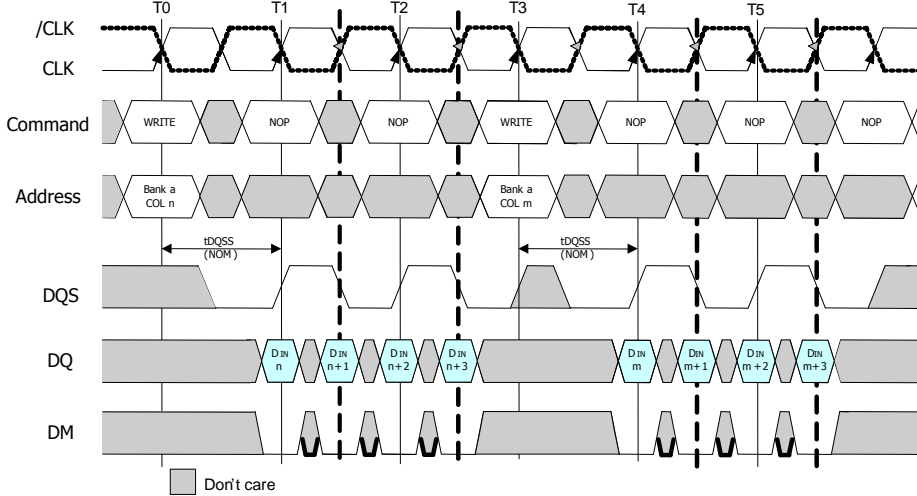 T0 T1 T2 T3 T4 T5
/CLK
CLK
Command WRITE NOP NOP WRITE NOP NOP NOP
Address Bank a COL n Bank a COL m
tDQSS (NOM) tDQSS (NOM)
DQS
DQ DIN n DIN n+1 DIN n+2 DIN n+3 DIN m DIN m+1 DIN m+2 DIN m+3
DM
Don't care